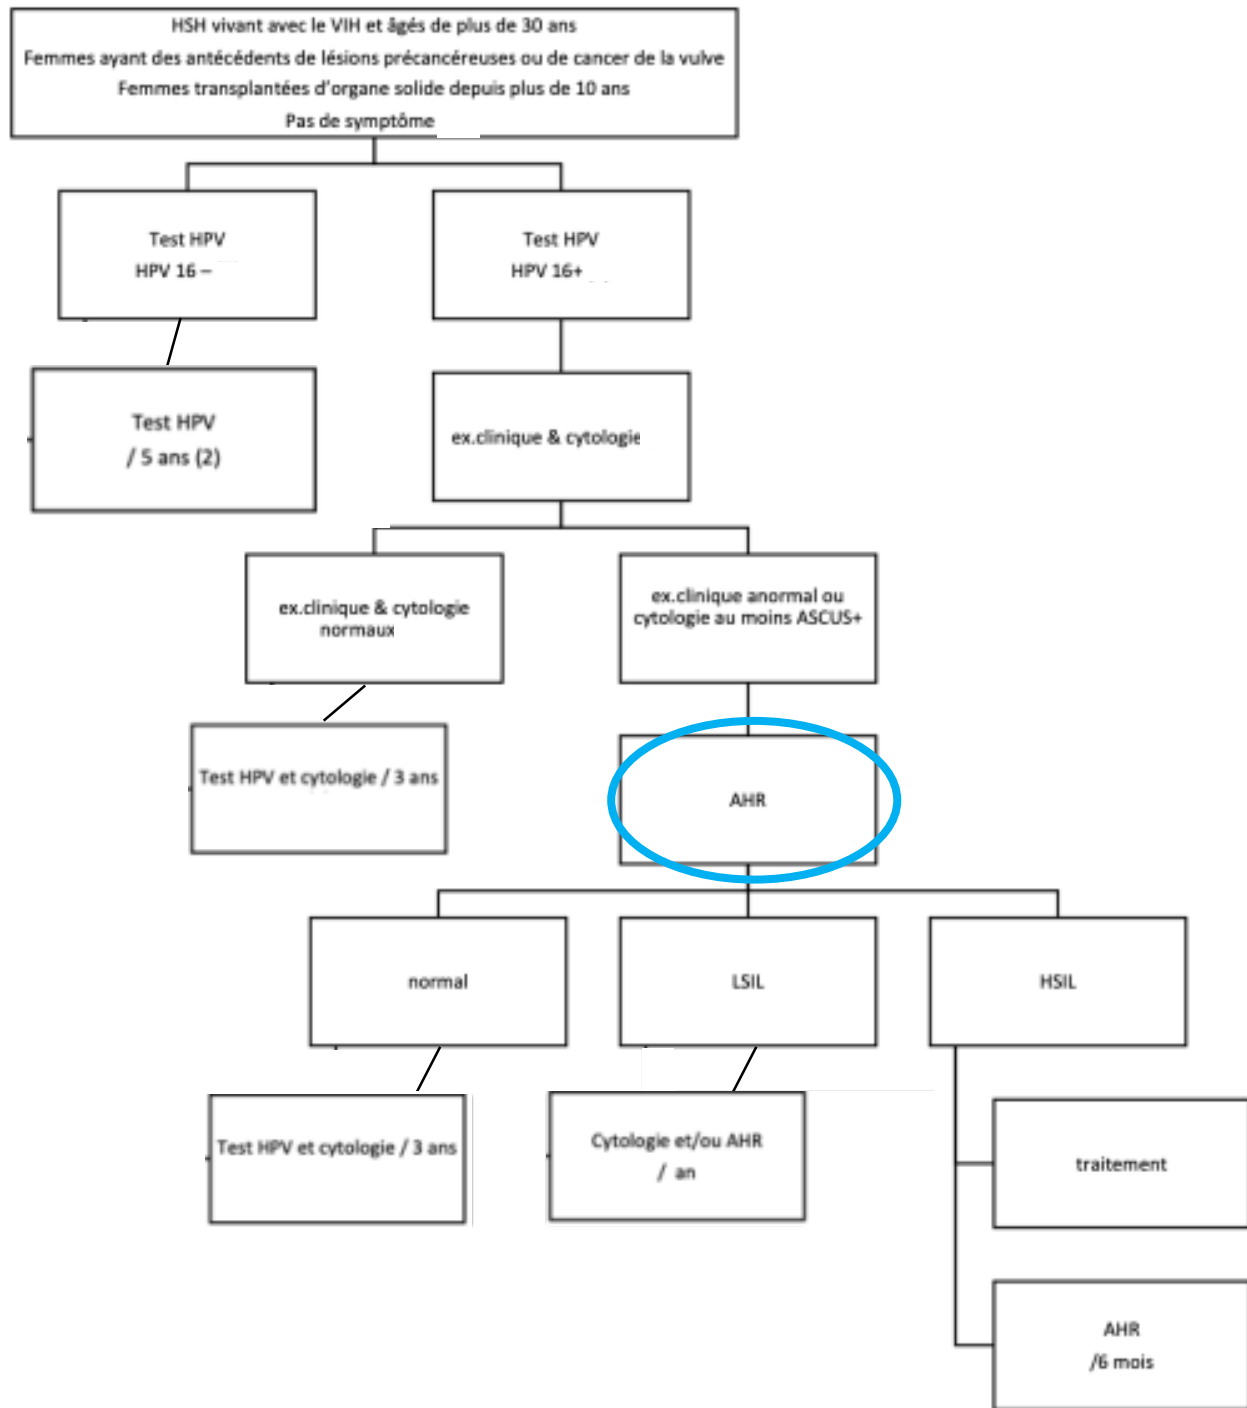 HSH vivant avec le VIH et âgés de plus de 30 ans
Femmes ayant des antécédents de lésions précancéreuses ou de cancer de la vulve
Femmes transplantées d'organe solide depuis plus de 10 ans
Pas de symptôme
Test HPV
HPV 16 –
Test HPV
HPV 16+
Test HPV
/ 5 ans (2)
ex.clinique & cytologie
ex.clinique & cytologie
normaux
ex.clinique anormal ou
cytologie au moins ASCUS+
Test HPV et cytologie / 3 ans
AHR
normal
LSIL
HSIL
Test HPV et cytologie / 3 ans
Cytologie et/ou AHR
/ an
traitement
AHR
/6 mois